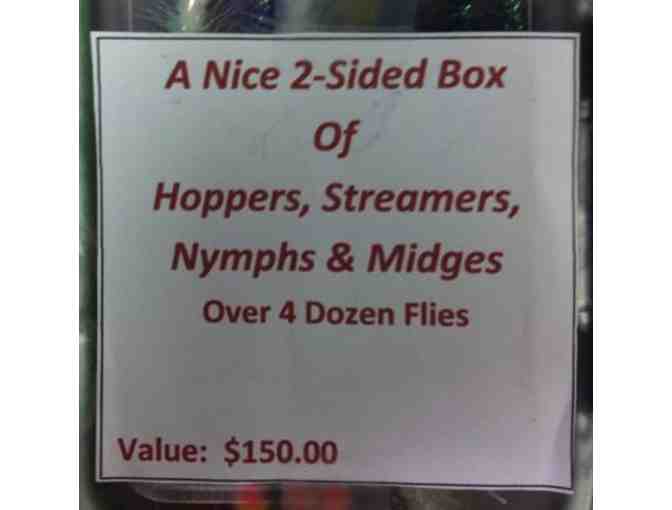 A Nice 2-Sided Box
Of
Hoppers, Streamers,
Nymphs & Midges
Over 4 Dozen Flies
Value: $150.00